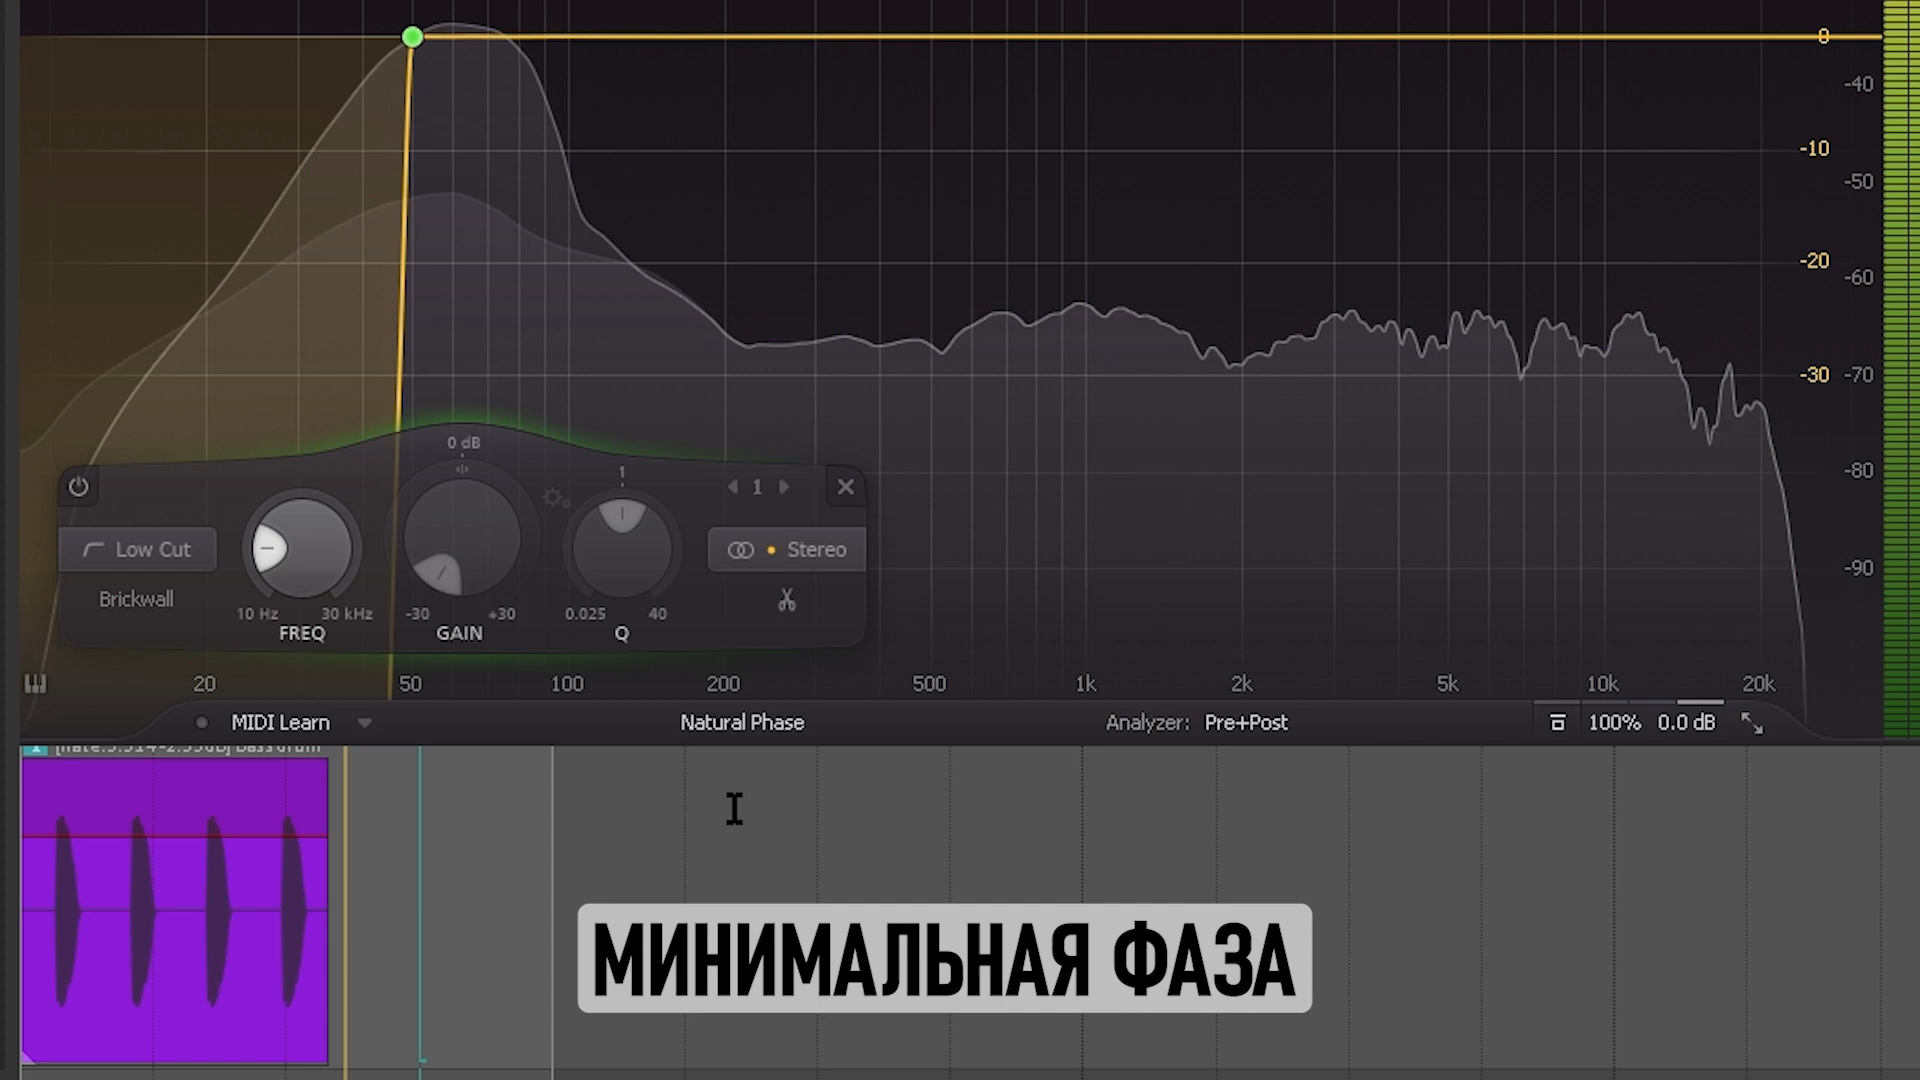 0
-40
-10
-50
-20
-60
-30 -70
-80
-90
0 dB
1
1
Low Cut
Stereo
Brickwall
10 Hz 30 kHz
FREQ
-30 +30
GAIN
0.025 40
Q
20 50 100 200 500 1k 2k 5k 10k 20k
MIDI Learn Natural Phase Analyzer: Pre+Post 100% 0.0 dB
МИНИМАЛЬНАЯ ФАЗА